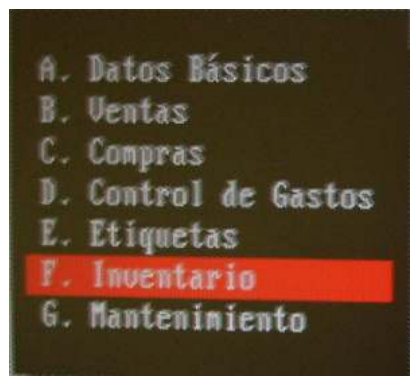 A. Datos Básicos
B. Ventas
C. Compras
D. Control de Gastos
E. Etiquetas
F. Inventario
G. Mantenimiento